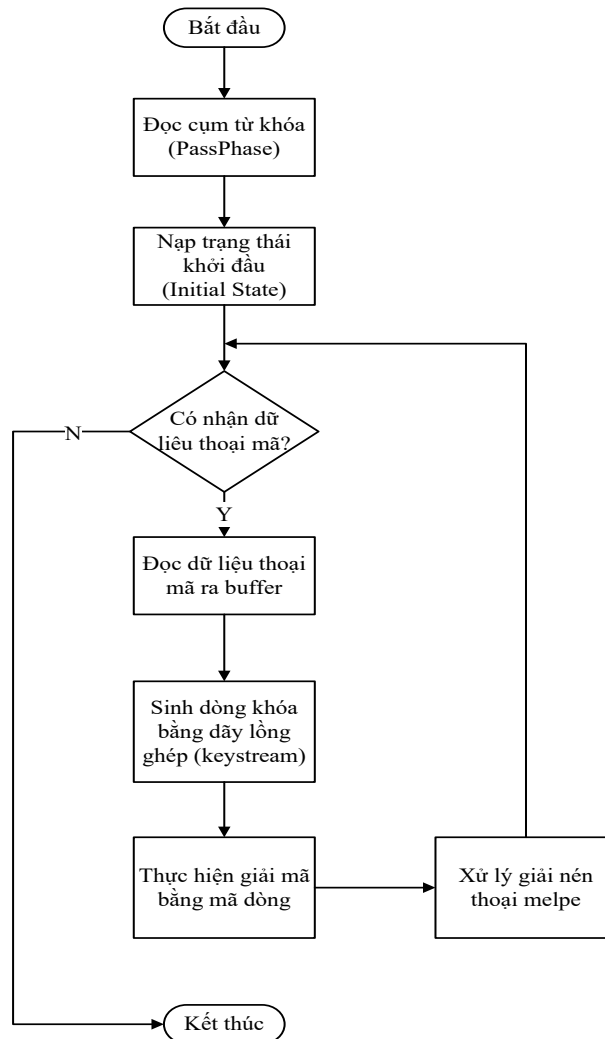 Bắt đầu
Đọc cụm từ khóa
(PassPhase)
Nạp trạng thái
khởi đầu
(Initial State)
Có nhận dữ
liêu thoại mã?
N
Y
Đọc dữ liệu thoại
mã ra buffer
Sinh dòng khóa
bằng dãy lồng
ghép (keystream)
Thực hiện giải mã
bằng mã dòng
Xử lý giải nén
thoại melpe
Kết thúc